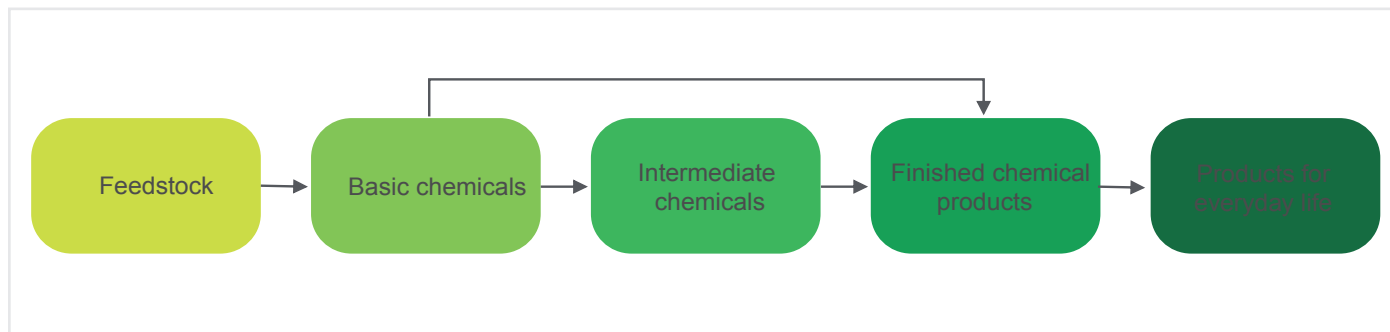 Feedstock
Basic chemicals
Intermediate
chemicals
Finished chemical
products
Products for
everyday life